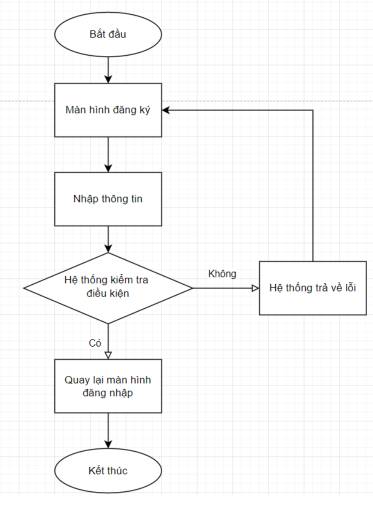 Bắt đầu
Màn hình đăng ký
Nhập thông tin
Hệ thống kiểm tra
điều kiện
Không
Hệ thống trả về lỗi
Có
Quay lại màn hình
đăng nhập
Kết thúc